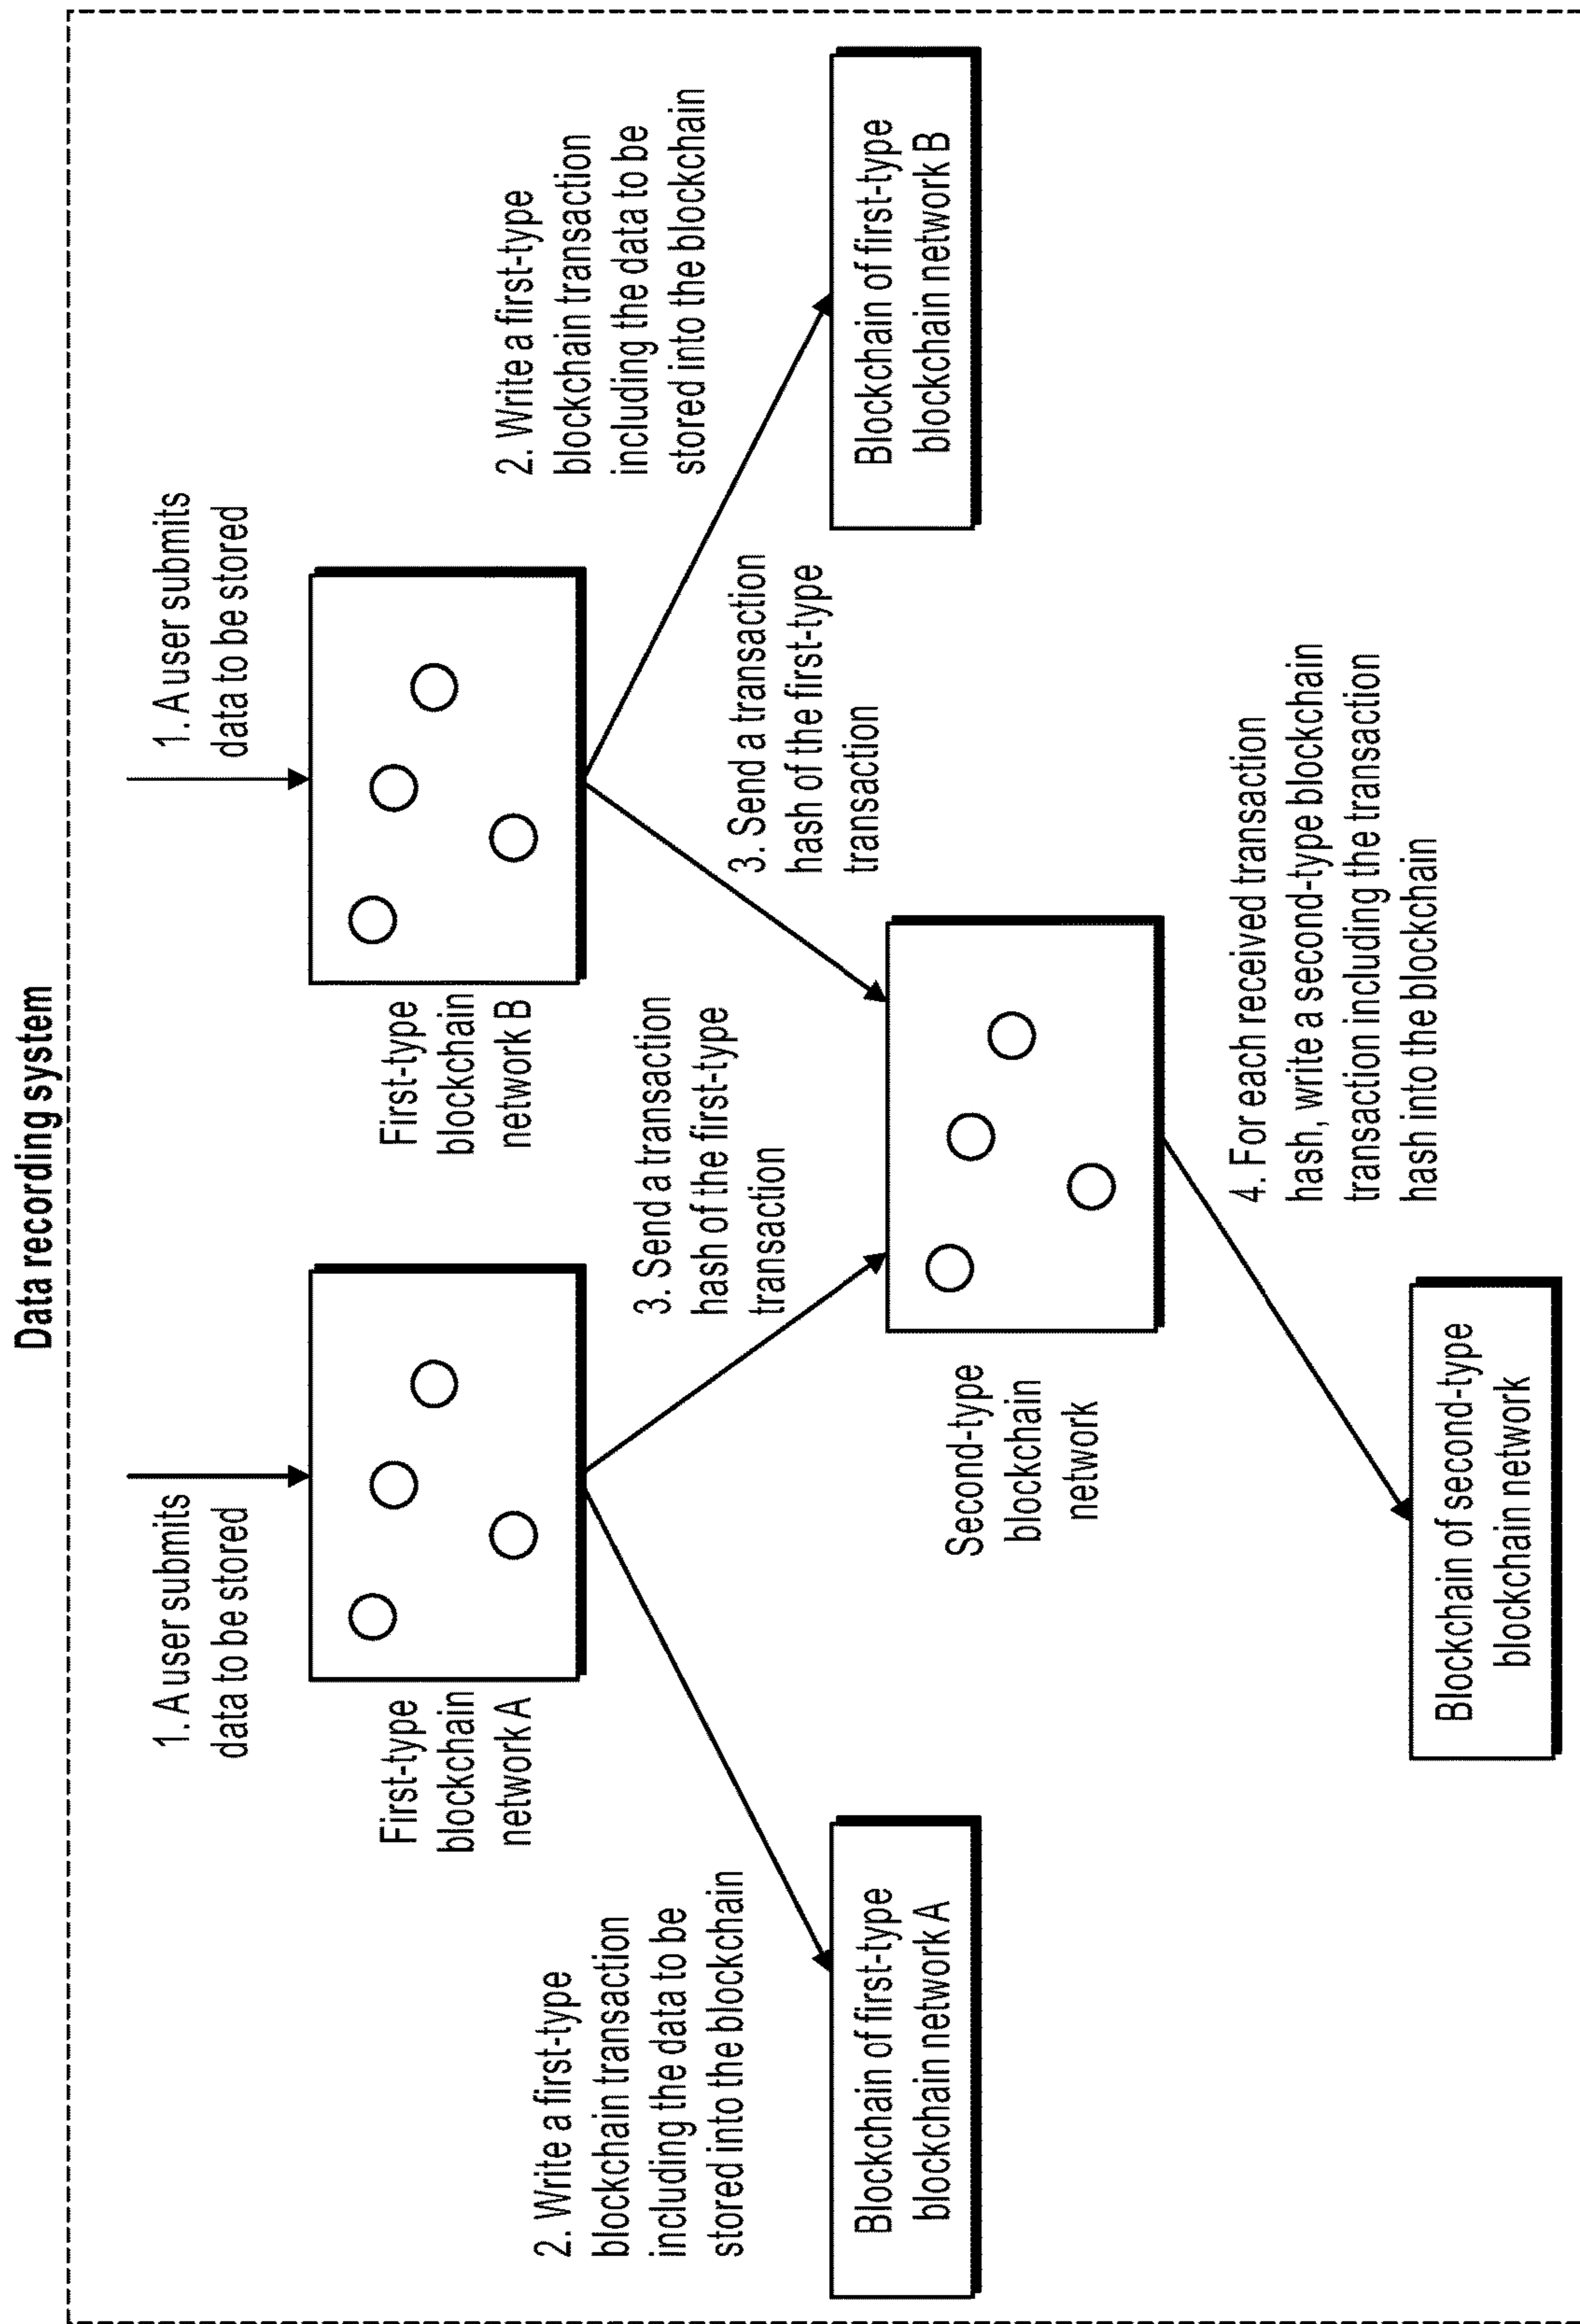 Data recording system
1. A user submits
data to be stored
1. A user submits
data to be stored
First-type
blockchain
network A
First-type
blockchain
network B
2. Write a first-type
blockchain transaction
including the data to be
stored into the blockchain
3. Send a transaction
hash of the first-type
transaction
3. Send a transaction
hash of the first-type
transaction
2. Write a first-type
blockchain transaction
including the data to be
stored into the blockchain
Blockchain of first-type
blockchain network A
Second-type
blockchain
network
Blockchain of first-type
blockchain network B
4. For each received transaction
hash, write a second-type blockchain
transaction including the transaction
hash into the blockchain
Blockchain of second-type
blockchain network